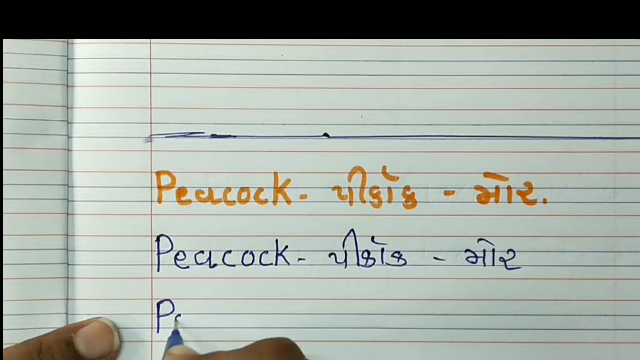 Peacock - પીકૉક - મોર.
Peacock - પીકૉક - મોર
P